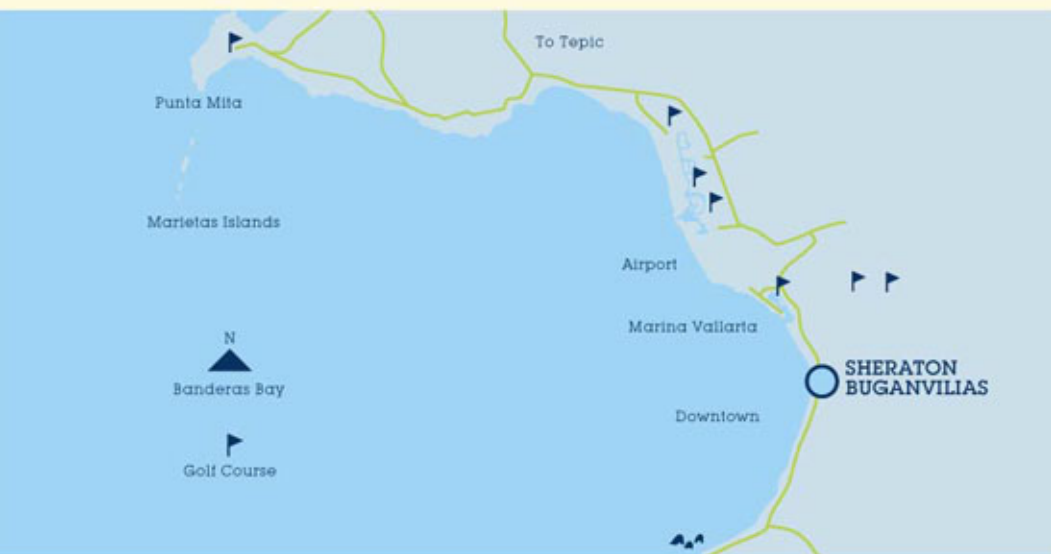 To Tepic
Punta Mita
Marietas Islands
Airport
Marina Vallarta
N
Banderas Bay
SHERATON
BUGANVILIAS
Downtown
Golf Course